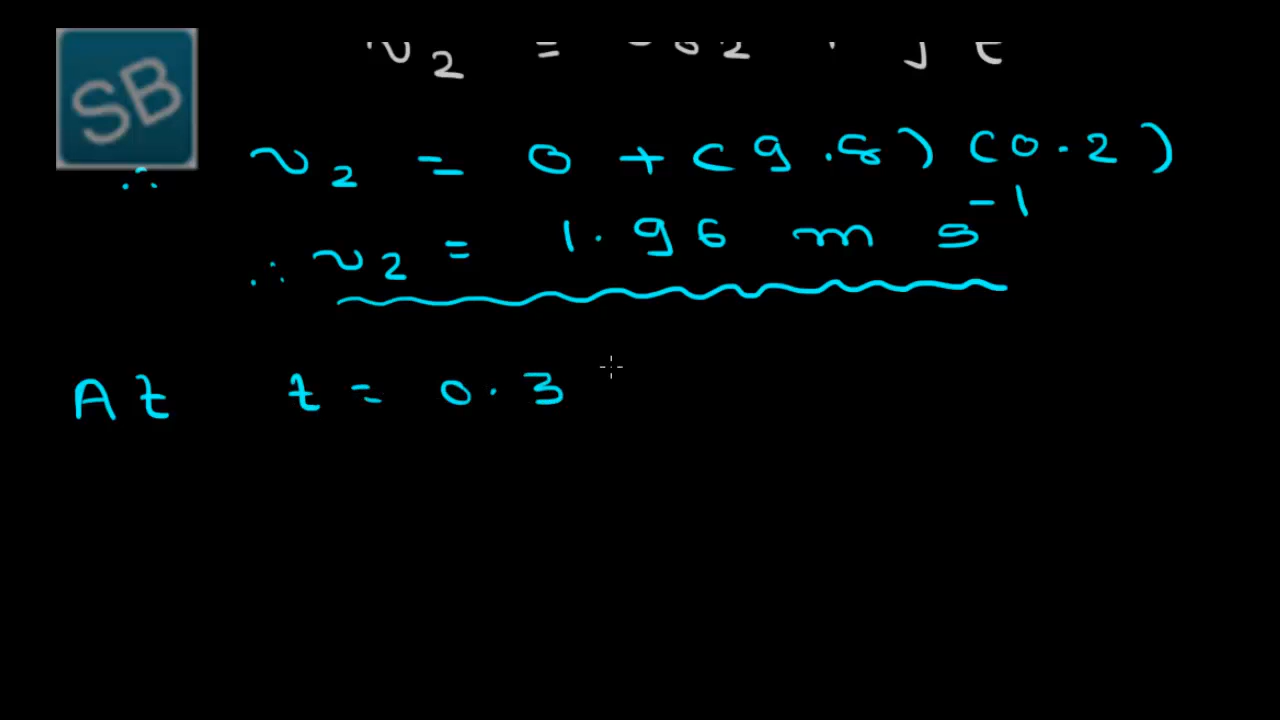 SB
∴ v₂ = 0 + (9.8) (0.2)
∴ v₂ = 1.96 m s⁻¹
At t = 0.3